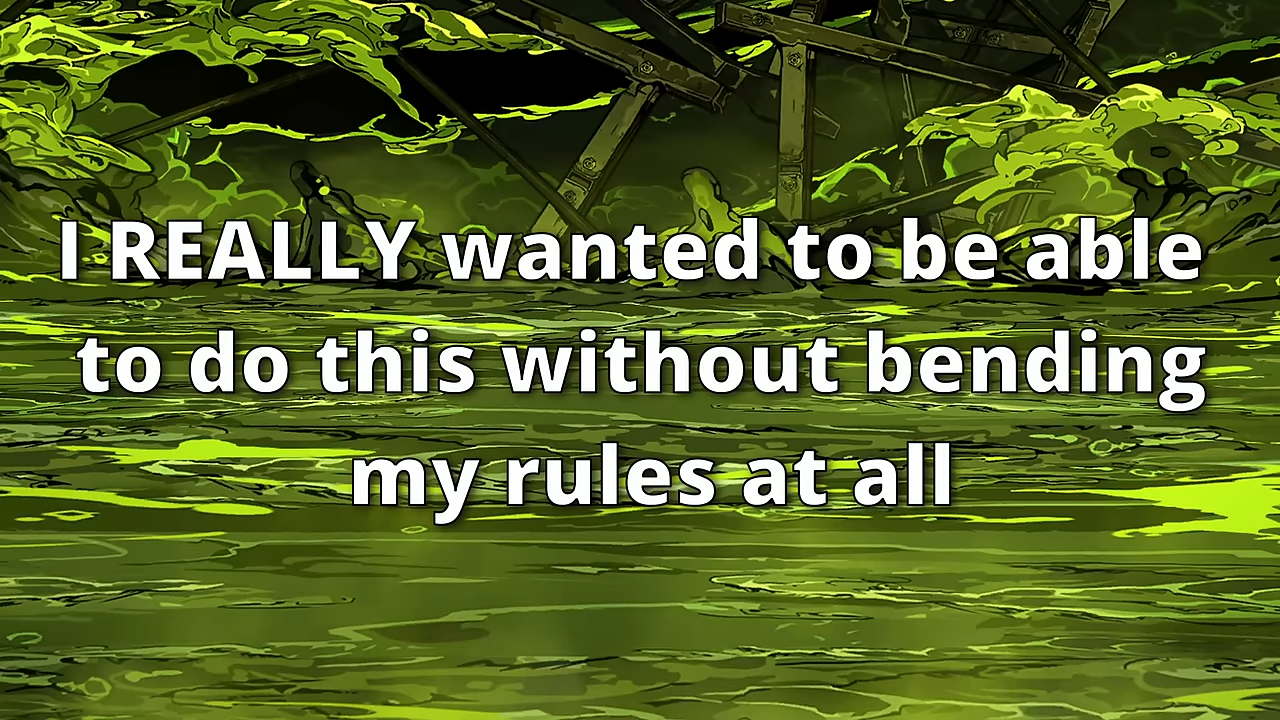 I REALLY wanted to be able
to do this without bending
my rules at all